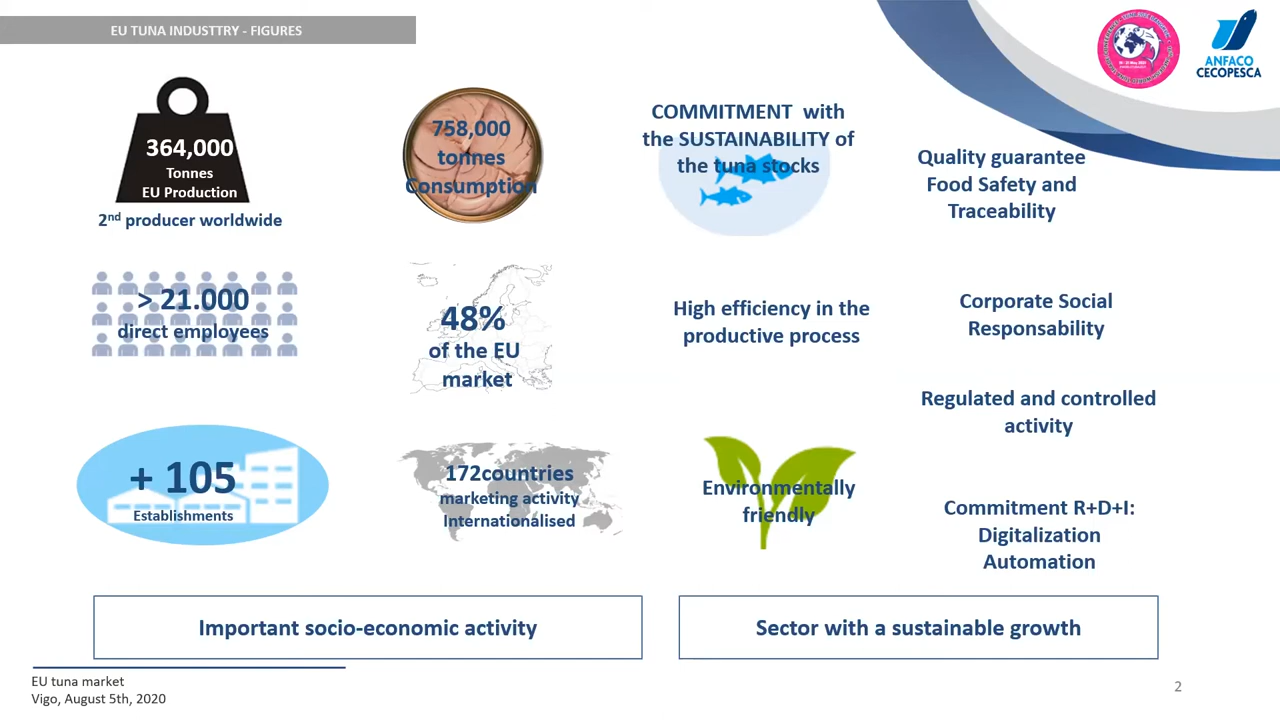 EU TUNA INDUSTTRY - FIGURES
ANFACO
CECOPESCA
364,000
Tonnes
EU Production
2nd producer worldwide
758,000
tonnes
Consumption
COMMITMENT with
the SUSTAINABILITY of
the tuna stocks
Quality guarantee
Food Safety and
Traceability
> 21.000
direct employees
48%
of the EU
market
High efficiency in the
productive process
Corporate Social
Responsability
Regulated and controlled
activity
+ 105
Establishments
172countries
marketing activity
Internationálised
Environmentally
friendly
Commitment R+D+I:
Digitalization
Automation
Important socio-economic activity
Sector with a sustainable growth
EU tuna market
Vigo, August 5th, 2020
2